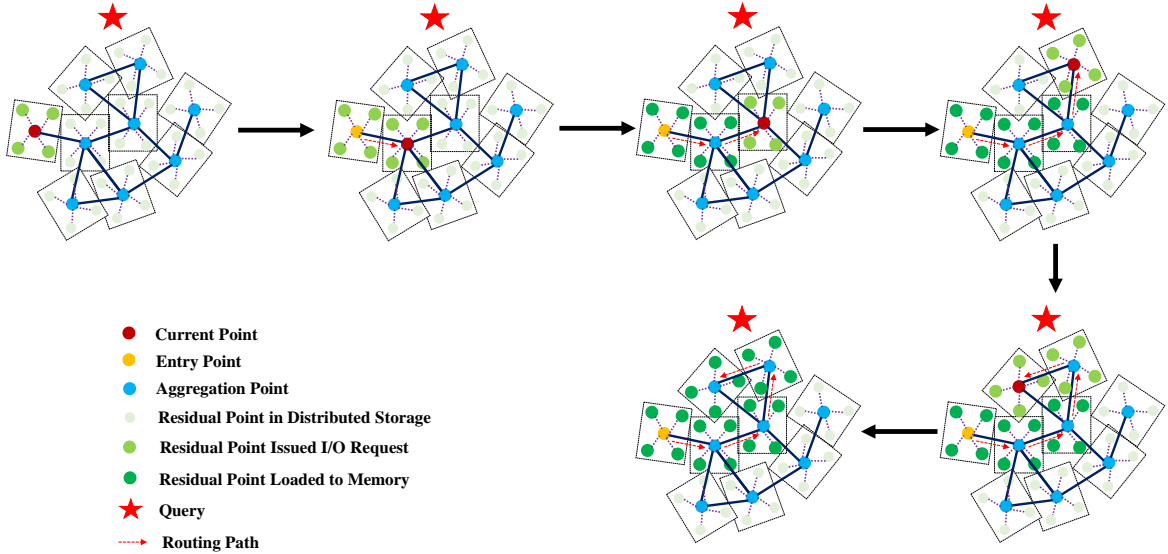 Current Point
Entry Point
Aggregation Point
Residual Point in Distributed Storage
Residual Point Issued I/O Request
Residual Point Loaded to Memory
Query
Routing Path